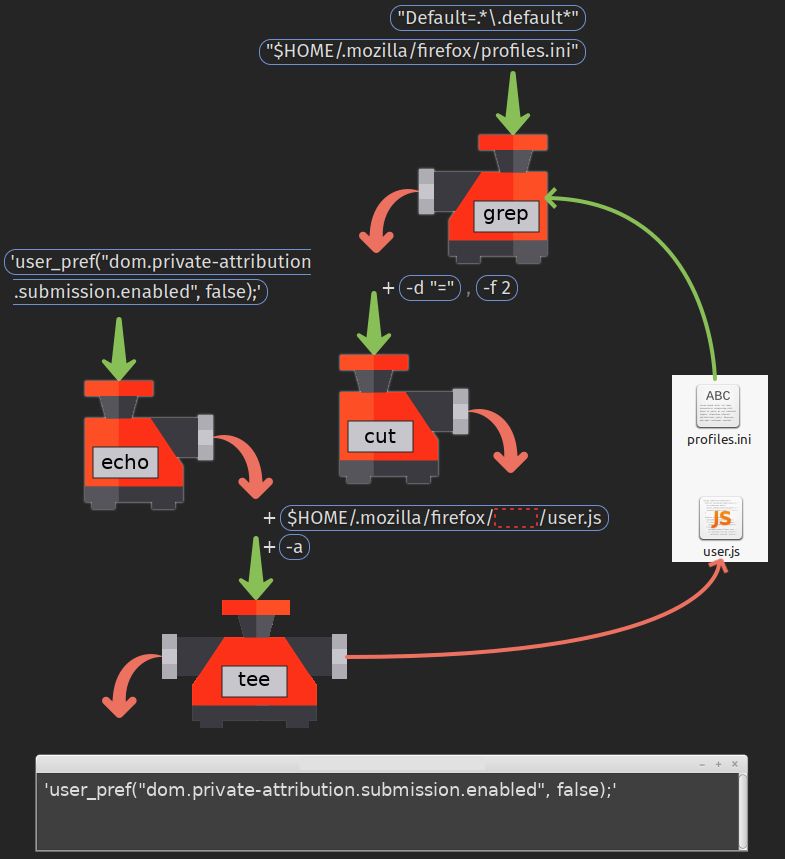 "Default=.*\.default*"
"$HOME/.mozilla/firefox/profiles.ini"
grep
'user_pref("dom.private-attribution
.submission.enabled", false);'
+ -d "=" , -f 2
echo
cut
ABC
profiles.ini
+ $HOME/.mozilla/firefox/ /user.js
+ -a
JS
user.js
tee
'user_pref("dom.private-attribution.submission.enabled", false);'